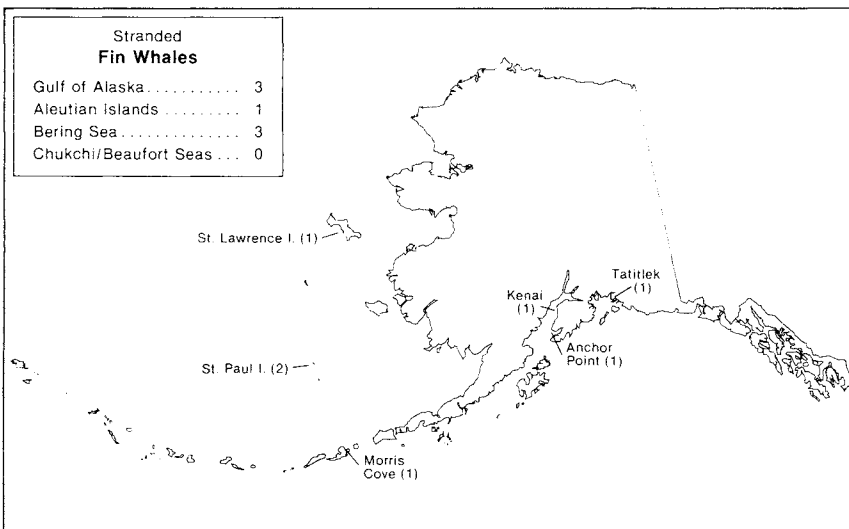 Stranded
Fin Whales
Gulf of Alaska ........... 3
Aleutian Islands ......... 1
Bering Sea ............... 3
Chukchi/Beaufort Seas ... 0
St. Lawrence I. (1)
Tatitlek
(1)
Kenai
(1)
Anchor
Point (1)
St. Paul I. (2)
Morris
Cove (1)